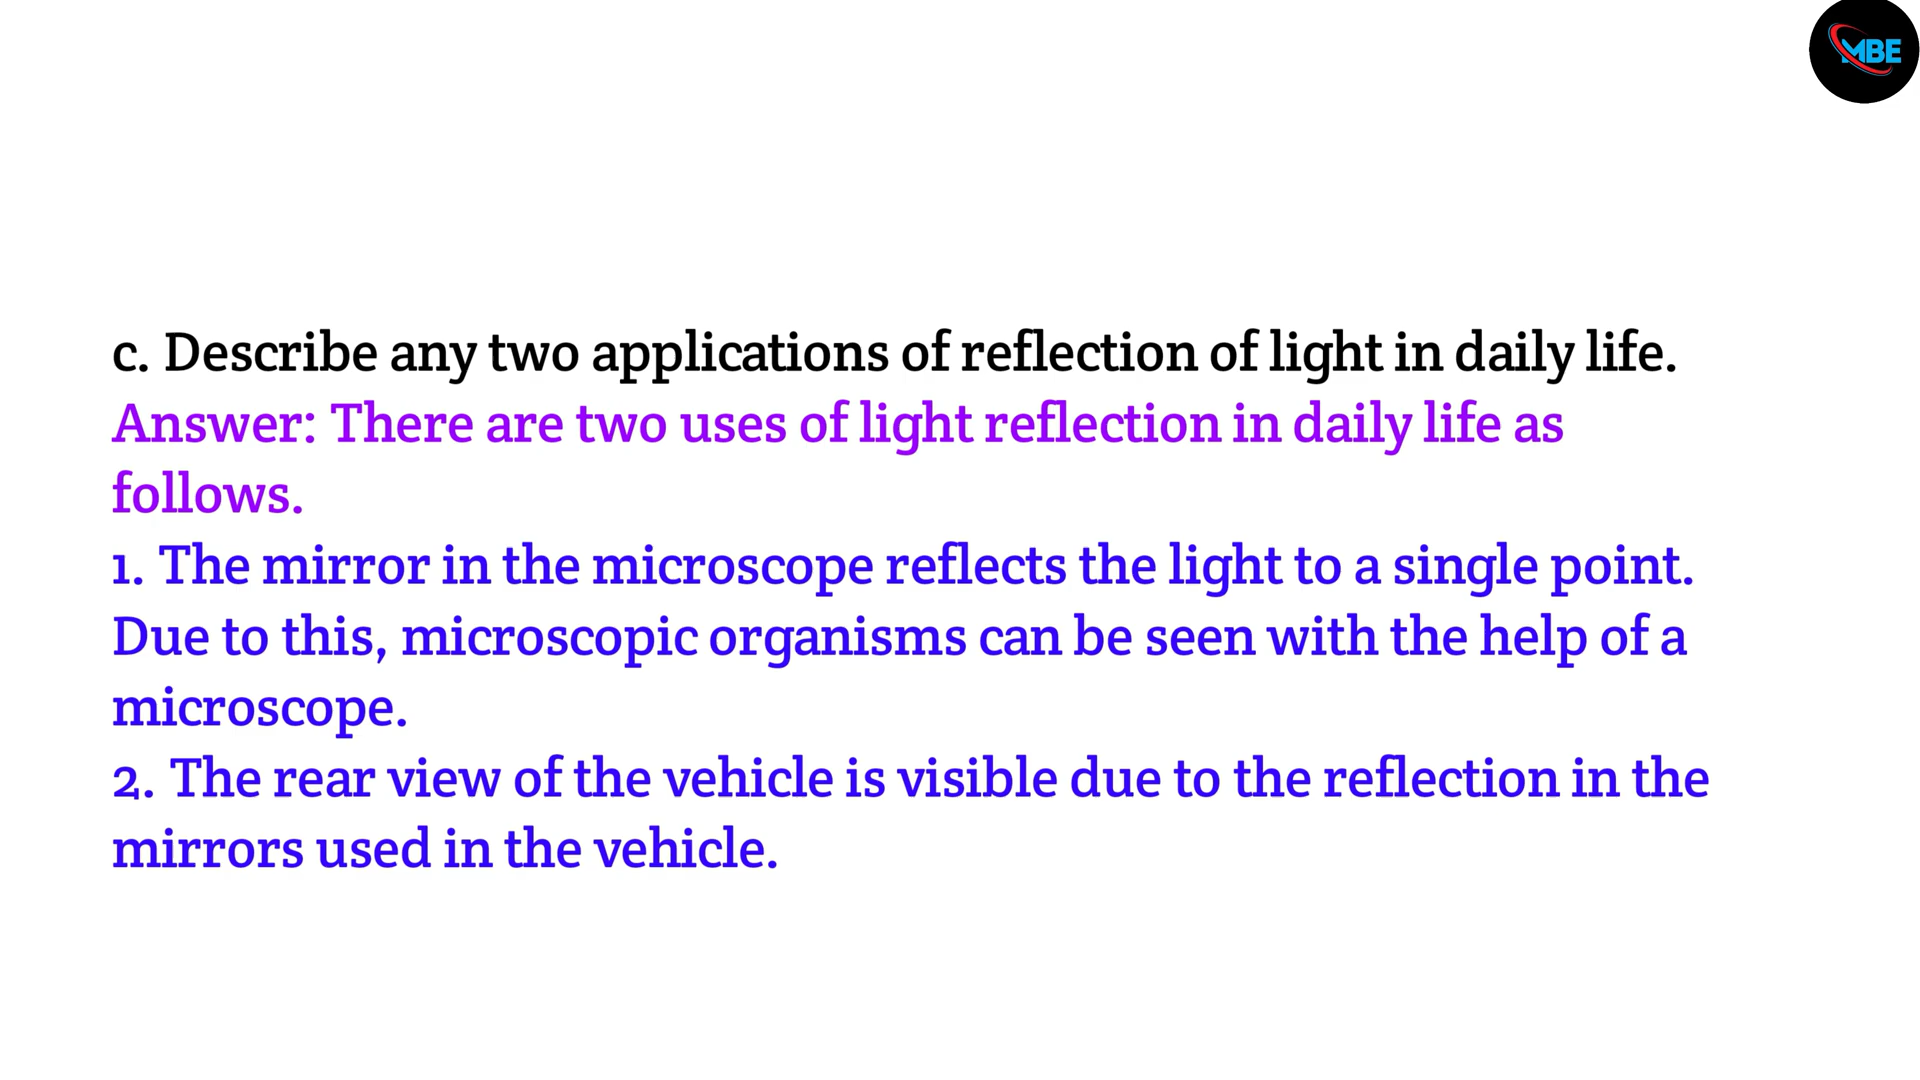 MBE
c. Describe any two applications of reflection of light in daily life.
Answer: There are two uses of light reflection in daily life as
follows.
1. The mirror in the microscope reflects the light to a single point.
Due to this, microscopic organisms can be seen with the help of a
microscope.
2. The rear view of the vehicle is visible due to the reflection in the
mirrors used in the vehicle.